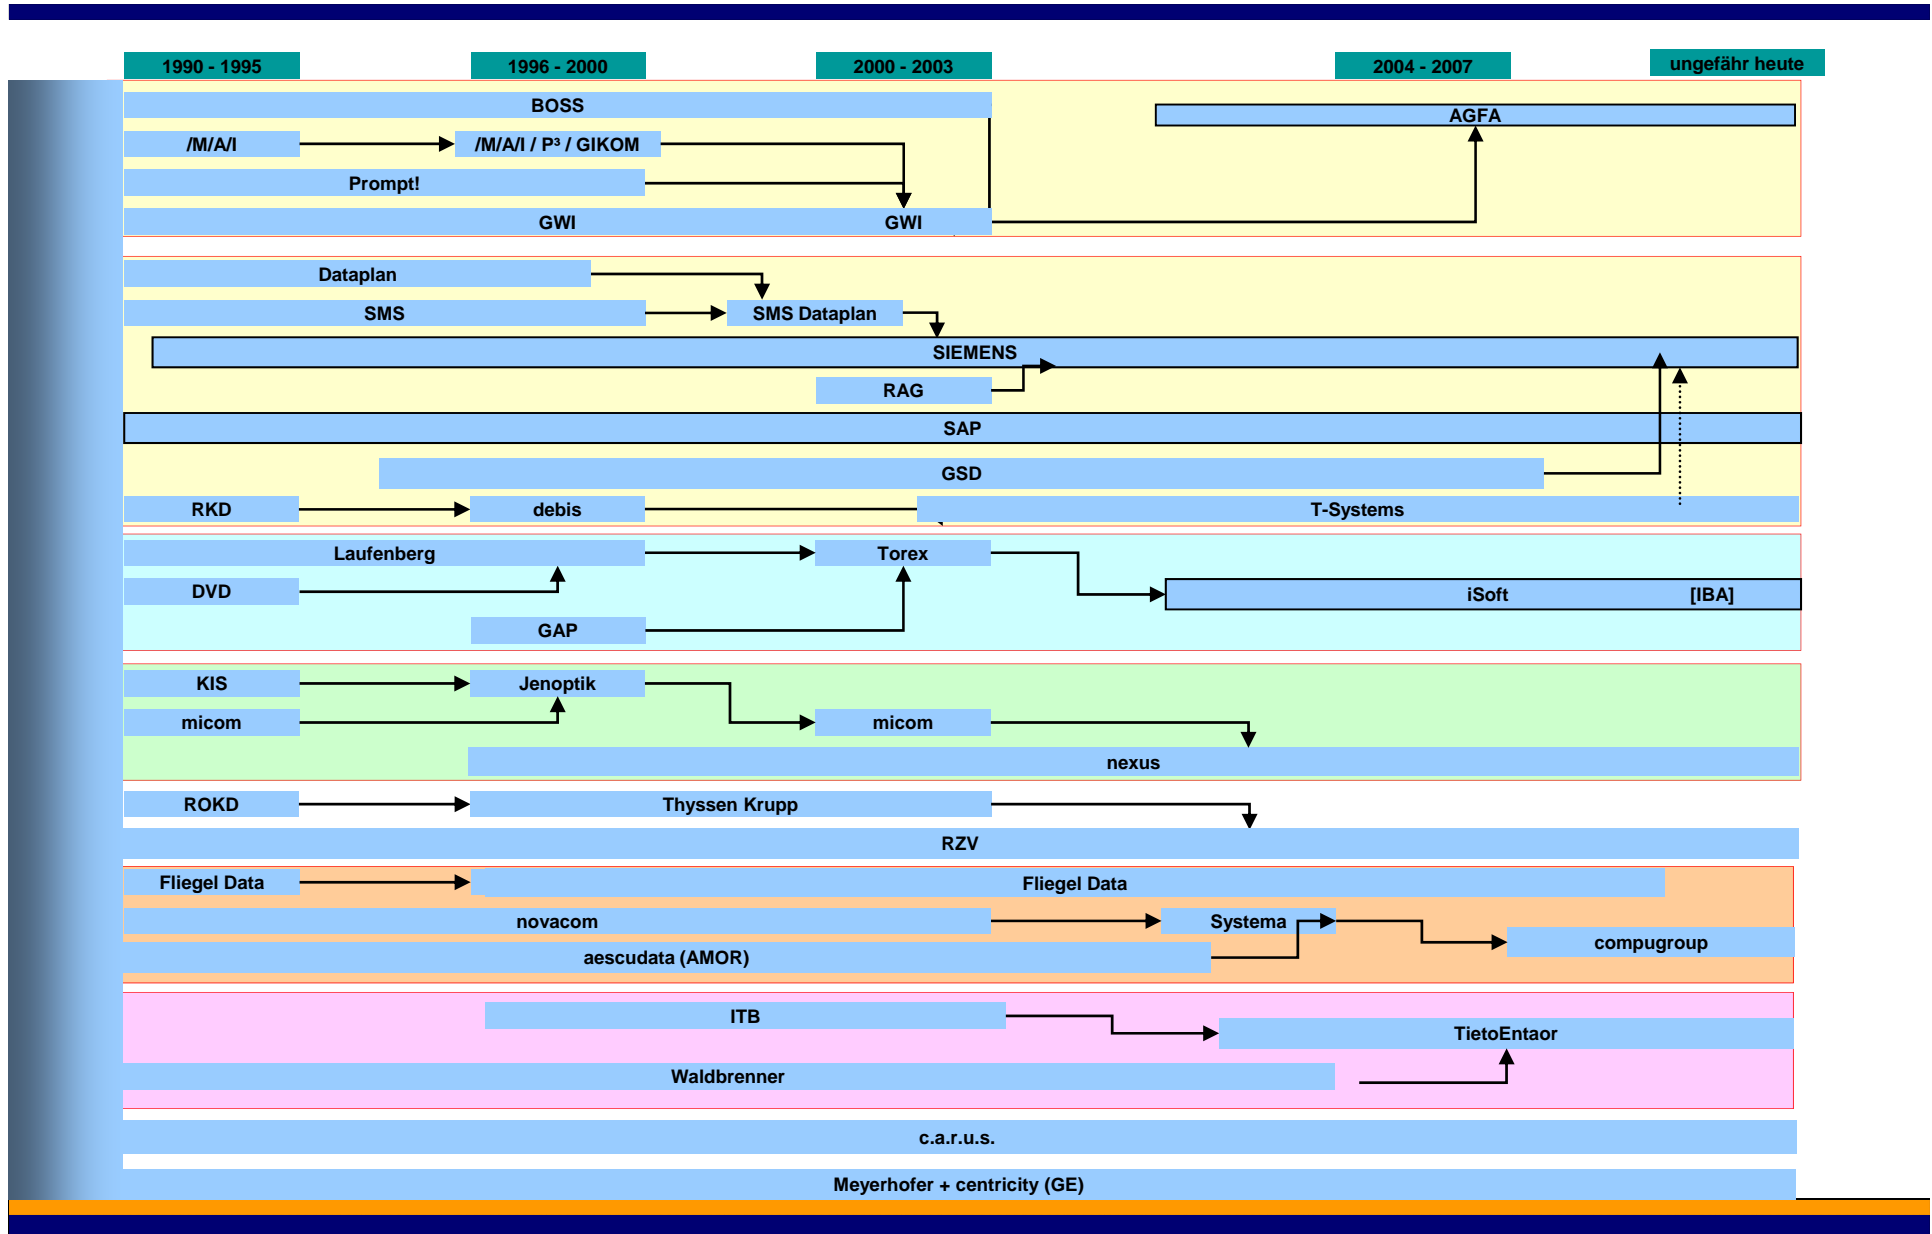 1990 - 1995 1996 - 2000 2000 - 2003 2004 - 2007 ungefähr heute
BOSS
AGFA
/M/A/I /M/A/I / P³ / GIKOM
Prompt!
GWI GWI
Dataplan
SMS SMS Dataplan
SIEMENS
RAG
SAP
GSD
RKD debis T-Systems
Laufenberg Torex
DVD iSoft [IBA]
GAP
KIS Jenoptik
micom micom
nexus
ROKD Thyssen Krupp
RZV
Fliegel Data Fliegel Data
novacom Systema
compugroup
aescudata (AMOR)
ITB
TietoEntaor
Waldbrenner
c.a.r.u.s.
Meyerhofer + centricity (GE)